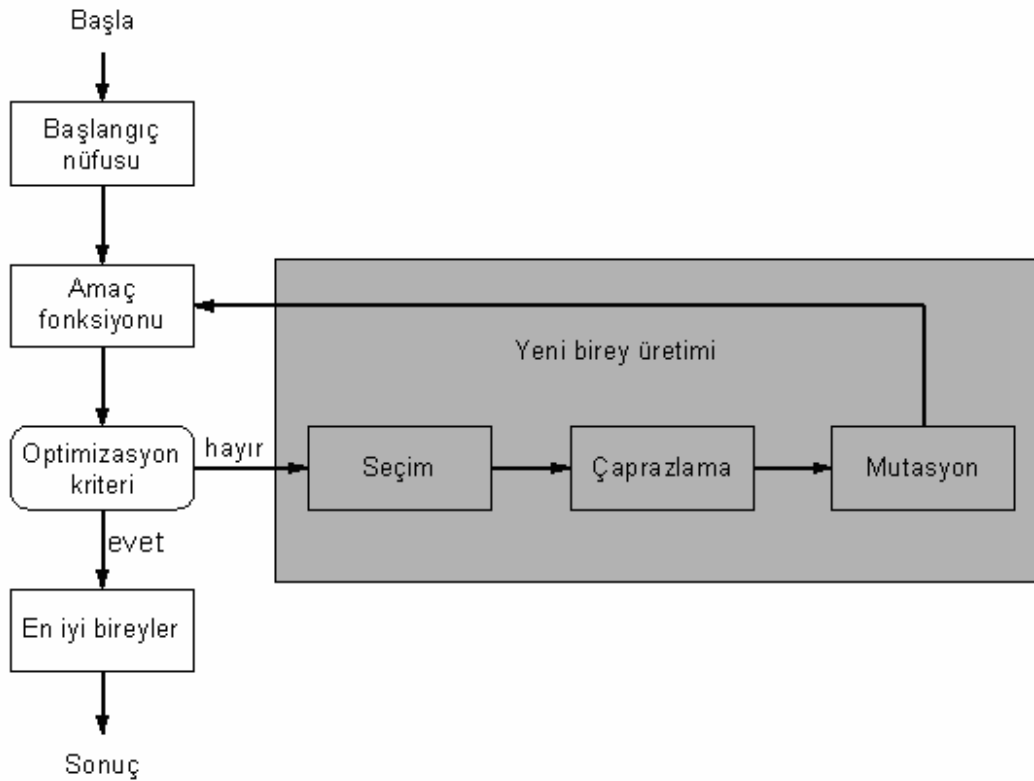 Başla
Başlangıç
nüfusu
Amaç
fonksiyonu
Yeni birey üretimi
Optimizasyon
kriteri
hayır
Seçim
Çaprazlama
Mutasyon
evet
En iyi bireyler
Sonuç